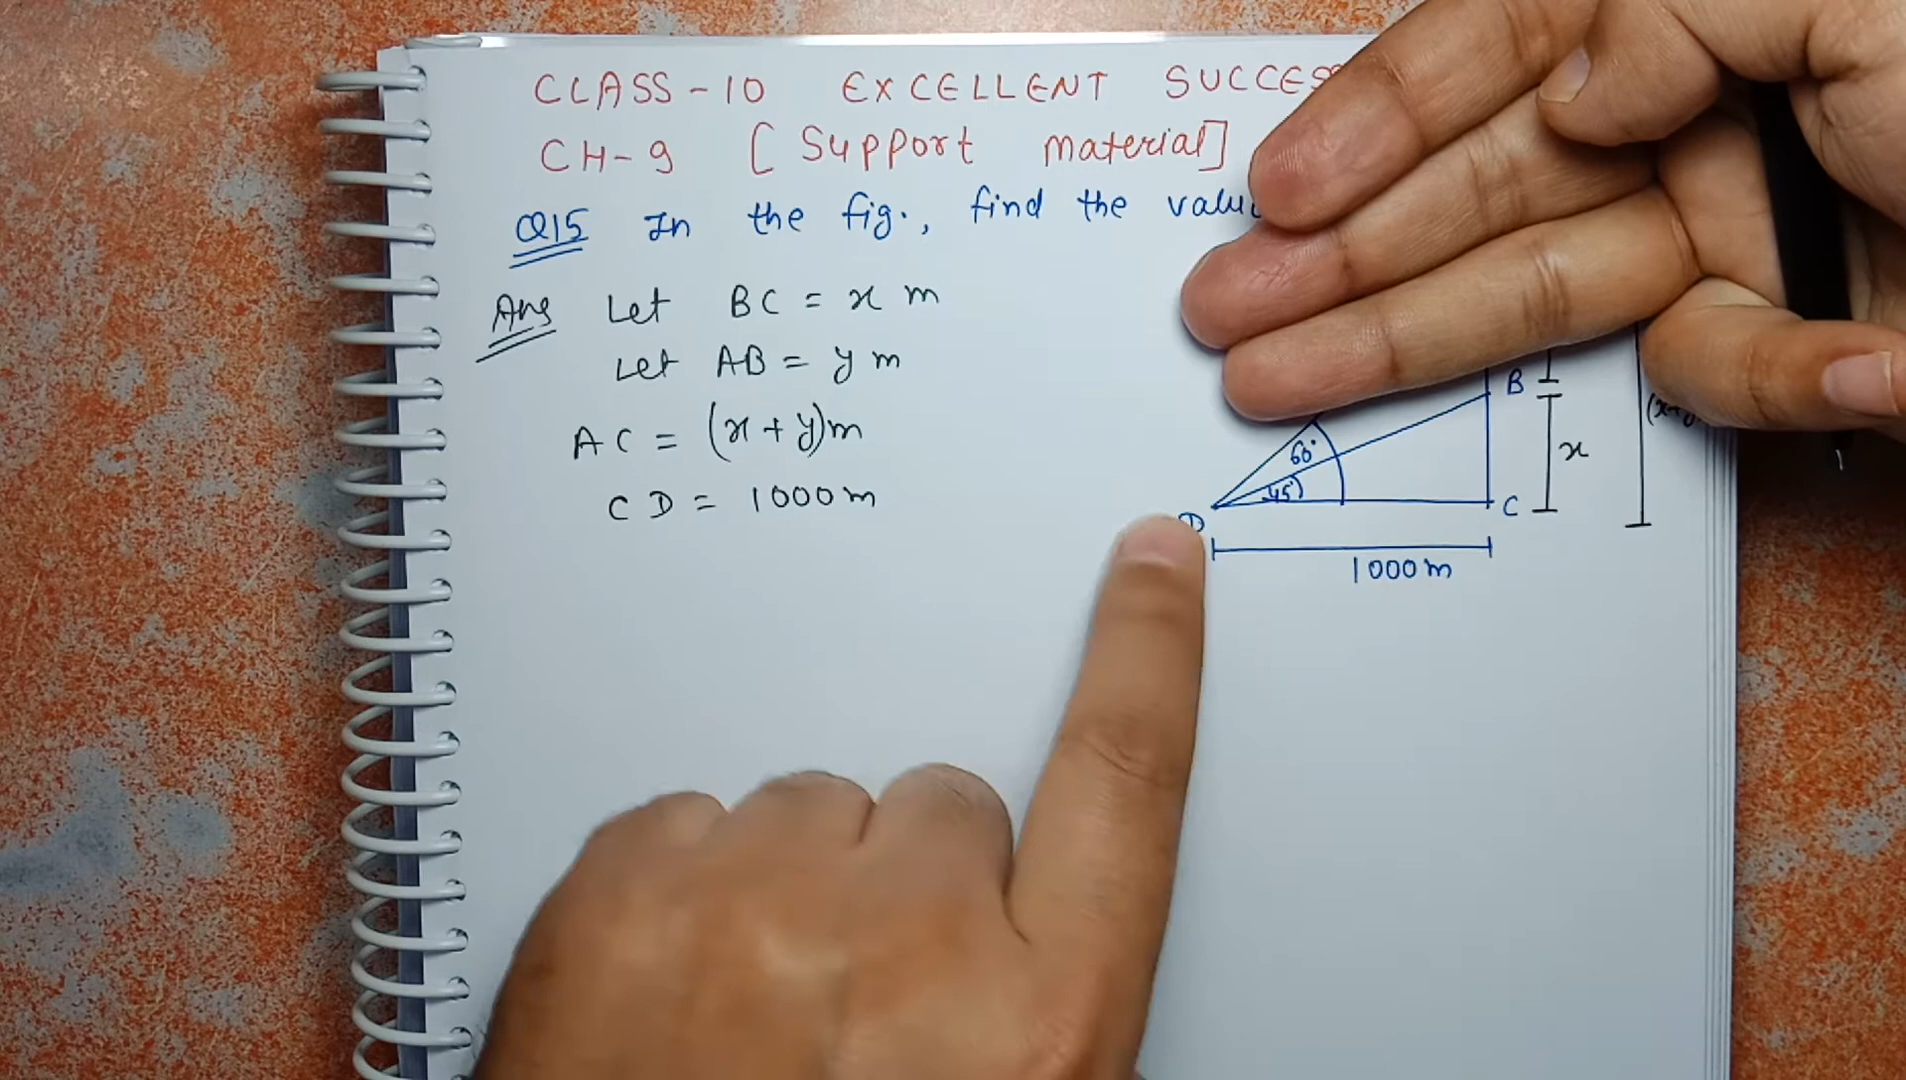 CLASS-10 EXCELLENT SUCCES
CH-9 [Support material]
Q15 In the fig., find the value
Ans Let BC = x m
Let AB = y m
AC = (x + y)m
CD = 1000m
B
60°
x
45°
C
D
1000m